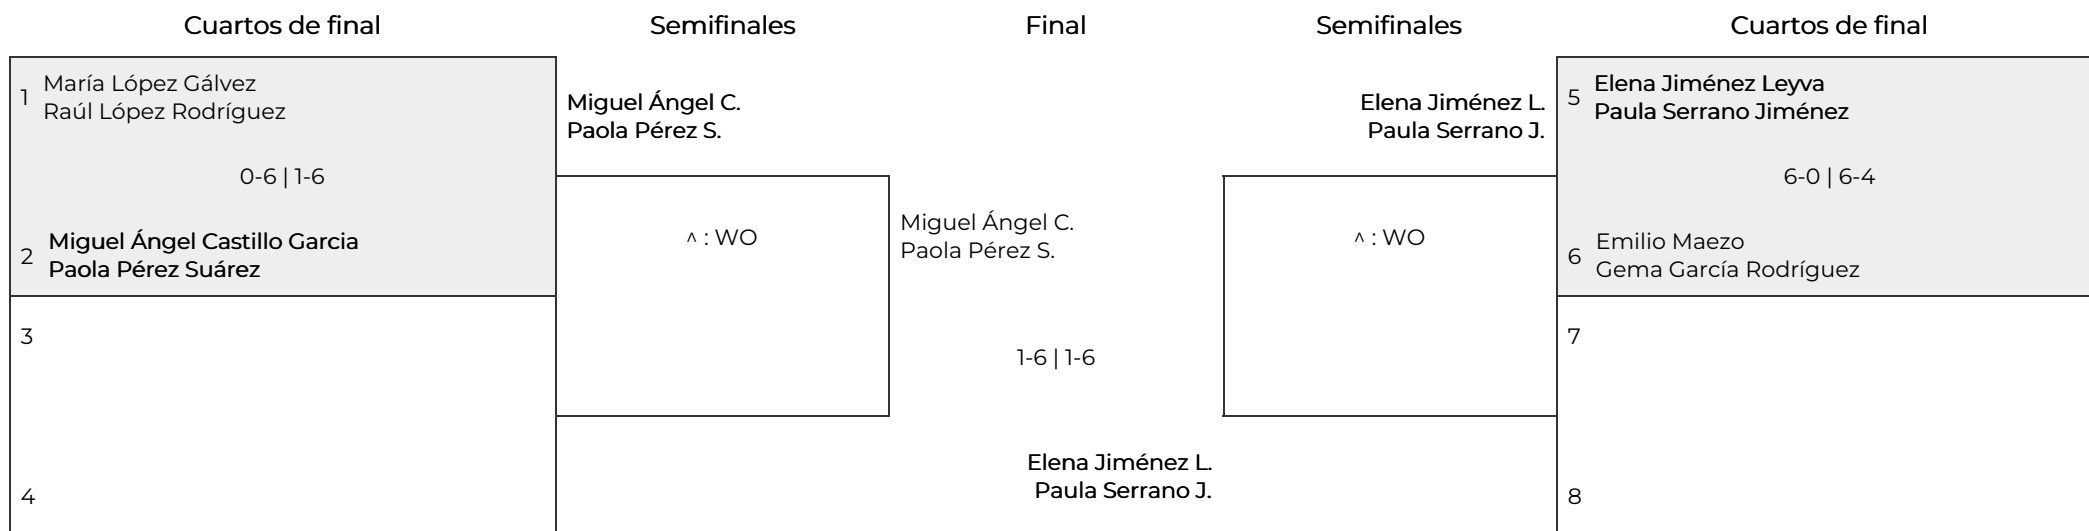 Cuartos de final
Semifinales
Final
Semifinales
Cuartos de final
1
María López Gálvez
Raúl López Rodríguez
0-6 | 1-6
2
Miguel Ángel Castillo Garcia
Paola Pérez Suárez
3
4
Miguel Ángel C.
Paola Pérez S.
^ : WO
Miguel Ángel C.
Paola Pérez S.
1-6 | 1-6
Elena Jiménez L.
Paula Serrano J.
Elena Jiménez L.
Paula Serrano J.
^ : WO
5
Elena Jiménez Leyva
Paula Serrano Jiménez
6-0 | 6-4
6
Emilio Maezo
Gema García Rodríguez
7
8